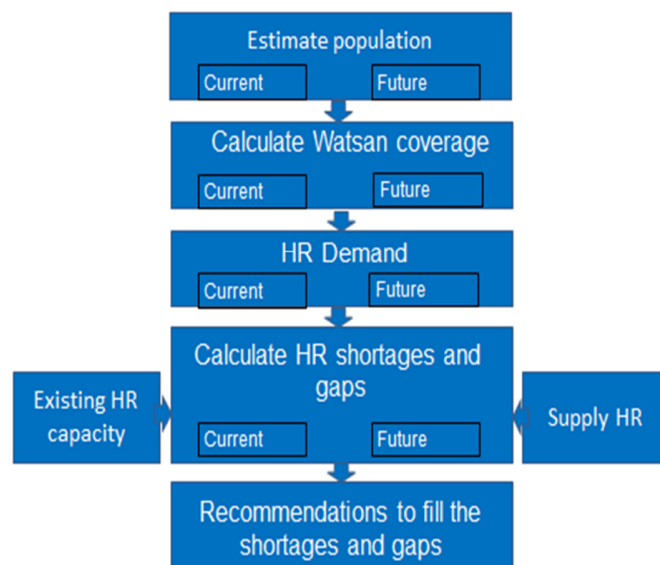 Estimate population
Current
Future
Calculate Watsan coverage
Current
Future
HR Demand
Current
Future
Calculate HR shortages and
gaps
Existing HR
capacity
Current
Future
Supply HR
Recommendations to fill the
shortages and gaps